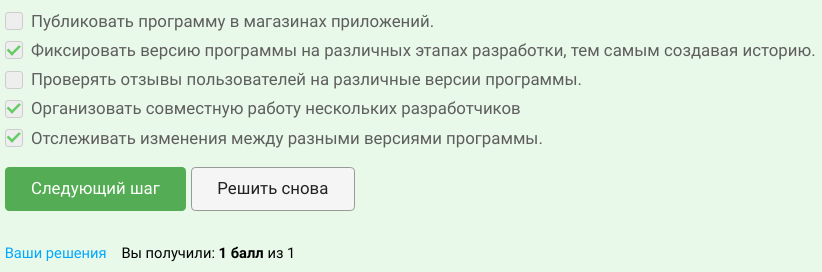 Публиковать программу в магазинах приложений.
Фиксировать версию программы на различных этапах разработки, тем самым создавая историю.
Проверять отзывы пользователей на различные версии программы.
Организовать совместную работу нескольких разработчиков
Отслеживать изменения между разными версиями программы.
Следующий шаг Решить снова
Ваши решения Вы получили: 1 балл из 1